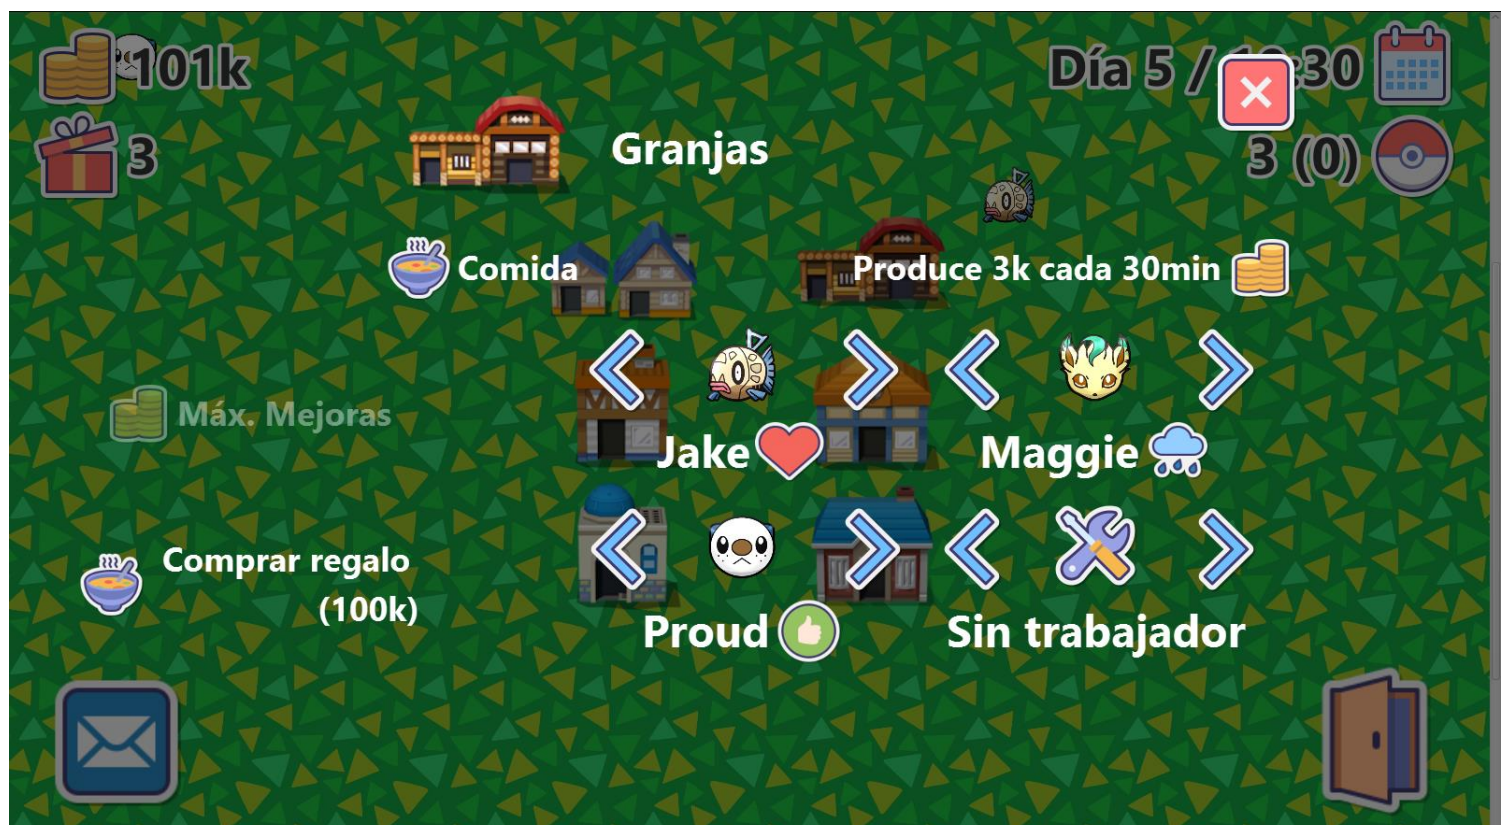 101k
Día 5 / :30
3
3 (0)
Granjas
Comida
Produce 3k cada 30min
Máx. Mejoras
Jake
Maggie
Comprar regalo
(100k)
Proud
Sin trabajador